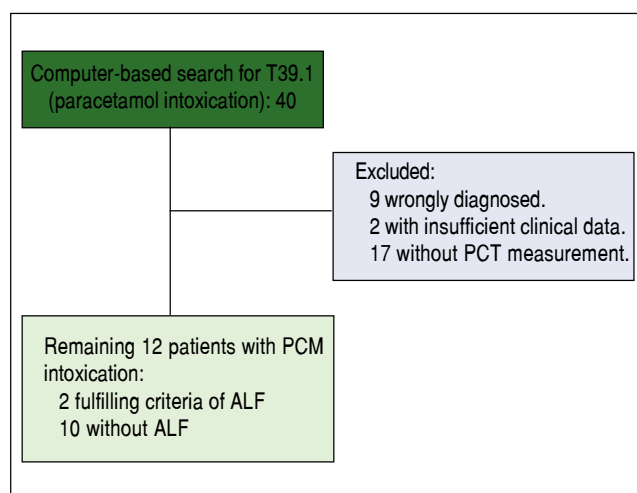 Computer-based search for T39.1
(paracetamol intoxication): 40
Excluded:
9 wrongly diagnosed.
2 with insufficient clinical data.
17 without PCT measurement.
Remaining 12 patients with PCM
intoxication:
2 fulfilling criteria of ALF
10 without ALF